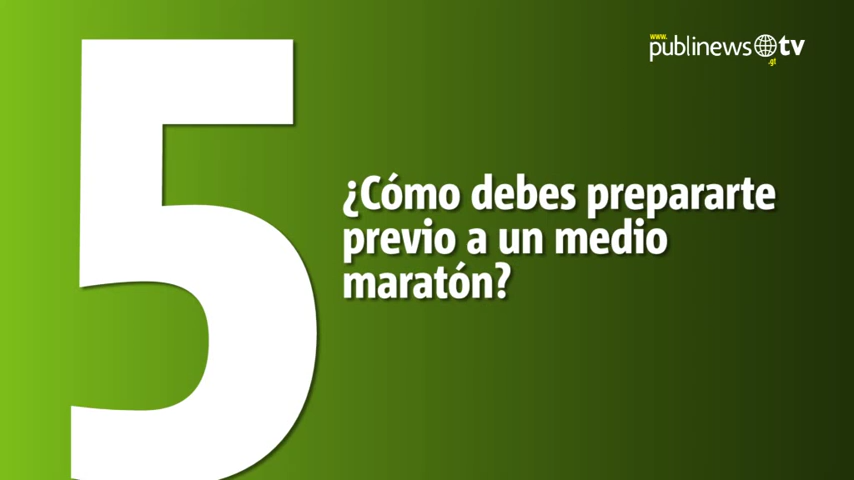 www.
publinews tv
.gt
5
¿Cómo debes prepararte
previo a un medio
maratón?